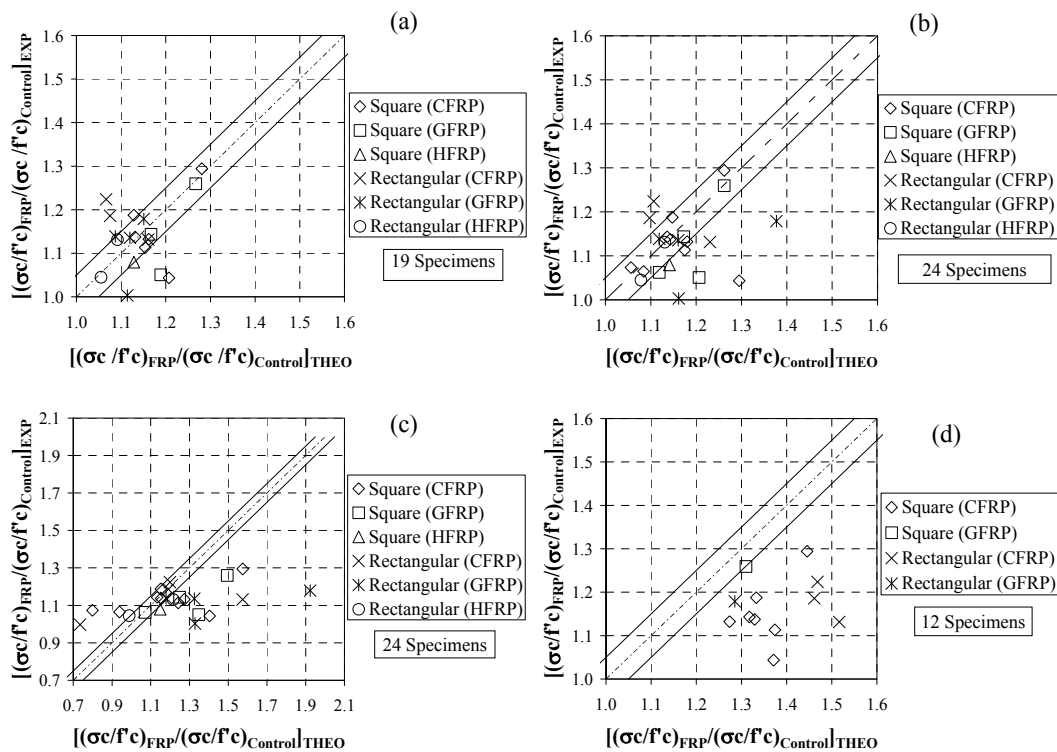 (a)
[(σc/f'c)FRP/(σc /f'c)Control]EXP
1.6
1.5
1.4
1.3
1.2
1.1
1.0
1.0 1.1 1.2 1.3 1.4 1.5 1.6
[(σc /f'c)FRP/(σc /f'c)Control]THEO
Square (CFRP)
Square (GFRP)
Square (HFRP)
Rectangular (CFRP)
Rectangular (GFRP)
Rectangular (HFRP)
19 Specimens
(b)
[(σc/f'c)FRP/(σc/f'c)Control]EXP
1.6
1.5
1.4
1.3
1.2
1.1
1.0
1.0 1.1 1.2 1.3 1.4 1.5 1.6
[(σc/f'c)FRP/(σc/f'c)Control]THEO
Square (CFRP)
Square (GFRP)
Square (HFRP)
Rectangular (CFRP)
Rectangular (GFRP)
Rectangular (HFRP)
24 Specimens
(c)
[(σc/f'c)FRP/(σc/f'c)Control]EXP
2.1
1.9
1.7
1.5
1.3
1.1
0.9
0.7
0.7 0.9 1.1 1.3 1.5 1.7 1.9 2.1
[(σc/f'c)FRP/(σc/f'c)Control]THEO
Square (CFRP)
Square (GFRP)
Square (HFRP)
Rectangular (CFRP)
Rectangular (GFRP)
Rectangular (HFRP)
24 Specimens
(d)
[(σc/f'c)FRP/(σc/f'c)Control]EXP
1.6
1.5
1.4
1.3
1.2
1.1
1.0
1.0 1.1 1.2 1.3 1.4 1.5 1.6
[(σc/f'c)FRP/(σc/f'c)Control]THEO
Square (CFRP)
Square (GFRP)
Rectangular (CFRP)
Rectangular (GFRP)
12 Specimens